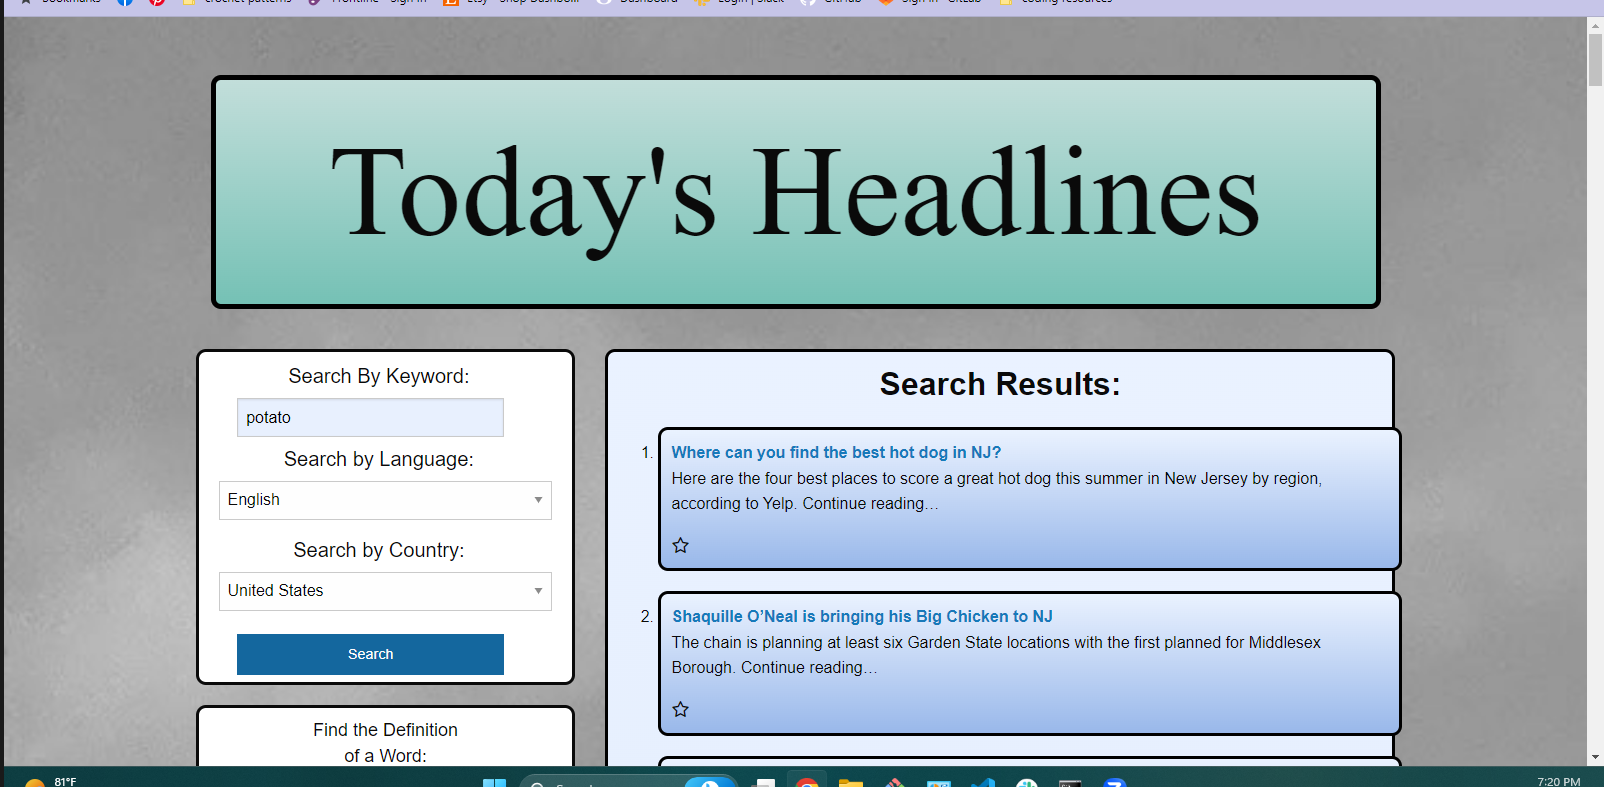 Bookmarks
crochet patterns
Frontline - Sign In
Etsy - Shop Dashboa...
Dashboard
Login | Slack
GitHub
Sign in · GitLab
coding resources
Today's Headlines
Search By Keyword:
potato
Search by Language:
English
Search by Country:
United States
Search
Find the Definition
of a Word:
Search Results:
1. Where can you find the best hot dog in NJ?
Here are the four best places to score a great hot dog this summer in New Jersey by region,
according to Yelp. Continue reading…
2. Shaquille O’Neal is bringing his Big Chicken to NJ
The chain is planning at least six Garden State locations with the first planned for Middlesex
Borough. Continue reading…
81°F
Search
7:20 PM